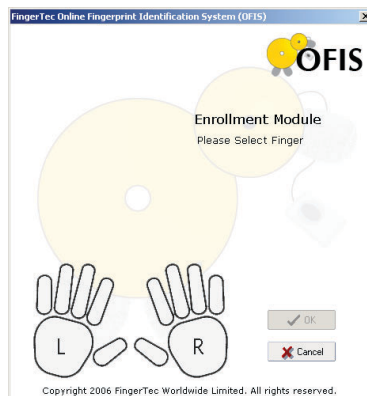 FingerTec Online Fingerprint Identification System (OFIS)
OFIS
Enrollment Module
Please Select Finger
L R
OK
Cancel
Copyright 2006 FingerTec Worldwide Limited. All rights reserved.